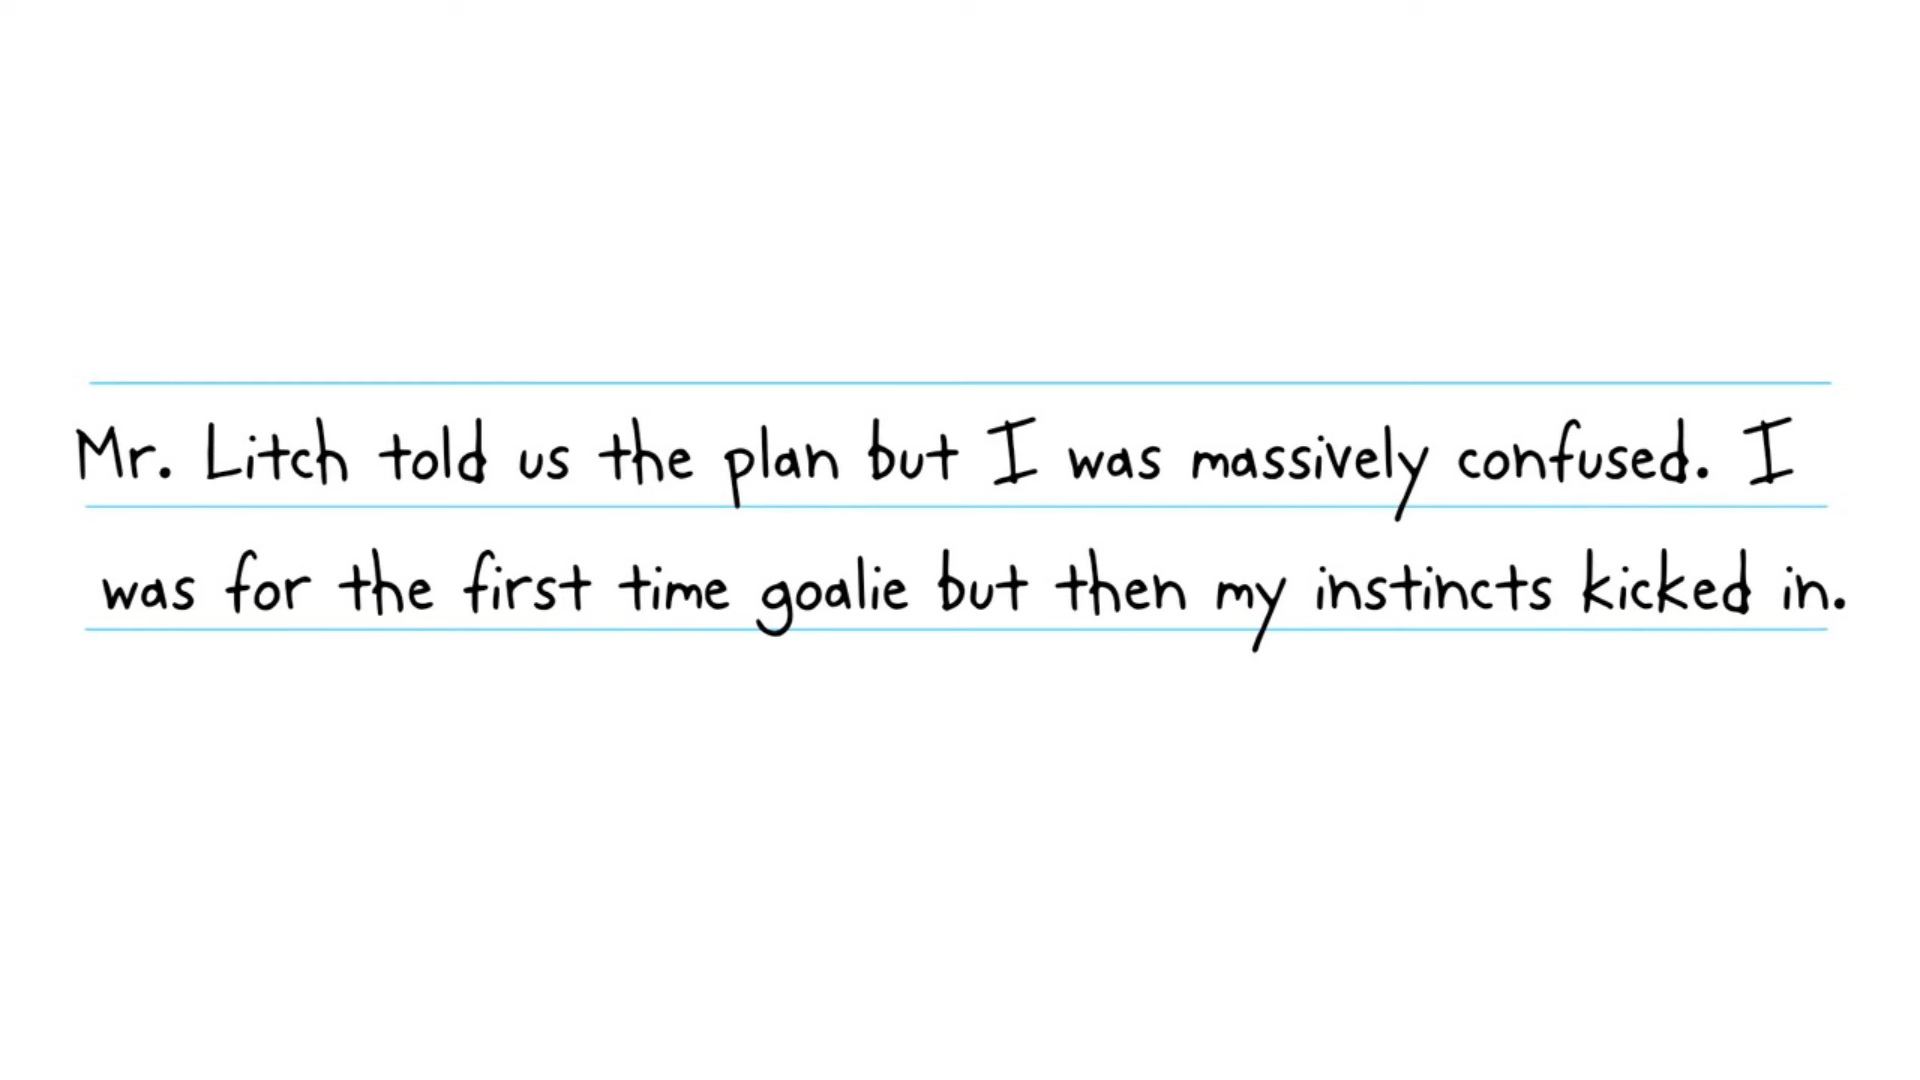 Mr. Litch told us the plan but I was massively confused. I
was for the first time goalie but then my instincts kicked in.